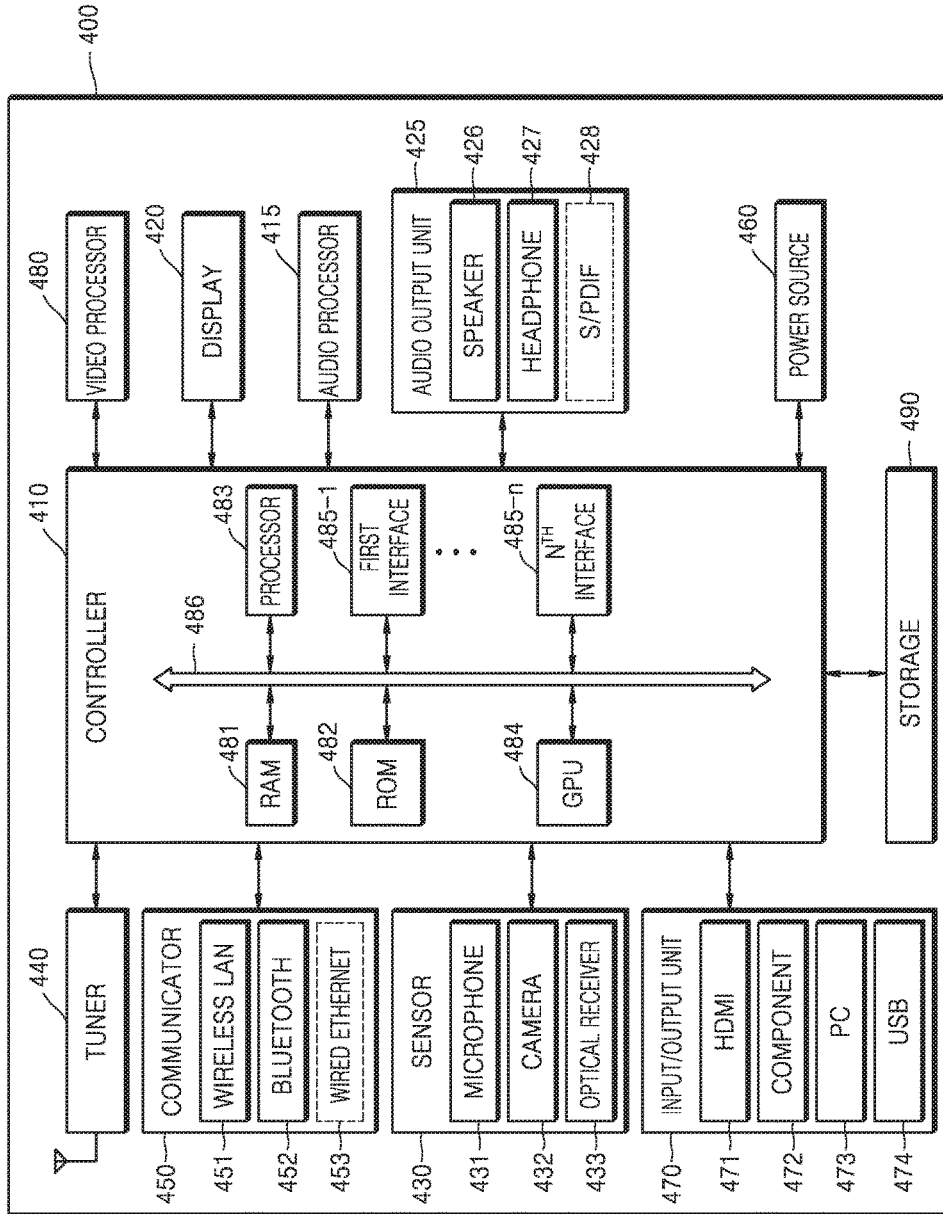 400
440
TUNER
450
COMMUNICATOR
451
WIRELESS LAN
452
BLUETOOTH
453
WIRED ETHERNET
430
SENSOR
431
MICROPHONE
432
CAMERA
433
OPTICAL RECEIVER
470
INPUT/OUTPUT UNIT
471
HDMI
472
COMPONENT
473
PC
474
USB
410
CONTROLLER
486
481
RAM
483
PROCESSOR
482
ROM
485-1
FIRST
INTERFACE
484
GPU
485-n
NTH
INTERFACE
490
STORAGE
480
VIDEO PROCESSOR
420
DISPLAY
415
AUDIO PROCESSOR
425
AUDIO OUTPUT UNIT
426
SPEAKER
427
HEADPHONE
428
S/PDIF
460
POWER SOURCE